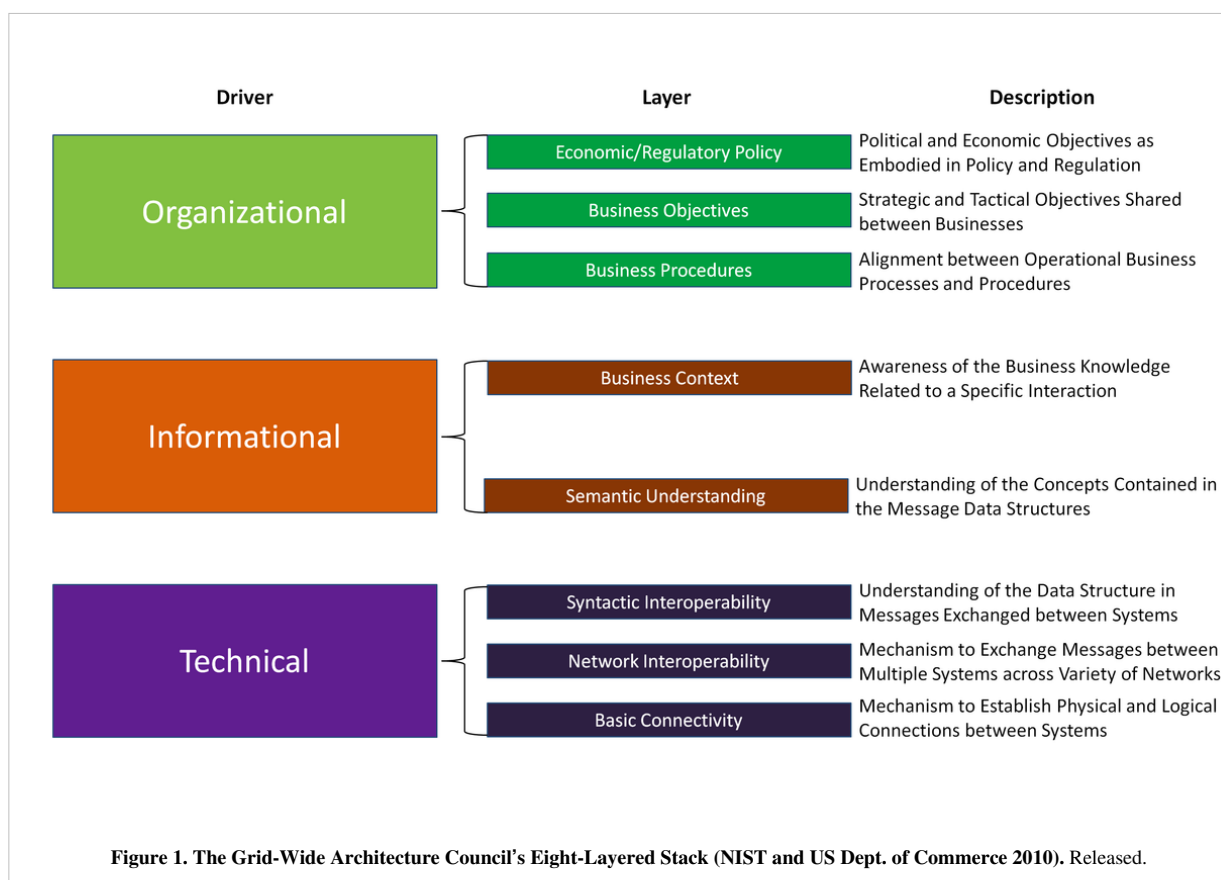 Driver
Layer
Description
Organizational
Economic/Regulatory Policy
Political and Economic Objectives as
Embodied in Policy and Regulation
Business Objectives
Strategic and Tactical Objectives Shared
between Businesses
Business Procedures
Alignment between Operational Business
Processes and Procedures
Informational
Business Context
Awareness of the Business Knowledge
Related to a Specific Interaction
Semantic Understanding
Understanding of the Concepts Contained in
the Message Data Structures
Technical
Syntactic Interoperability
Understanding of the Data Structure in
Messages Exchanged between Systems
Network Interoperability
Mechanism to Exchange Messages between
Multiple Systems across Variety of Networks
Basic Connectivity
Mechanism to Establish Physical and Logical
Connections between Systems
Figure 1. The Grid-Wide Architecture Council’s Eight-Layered Stack (NIST and US Dept. of Commerce 2010). Released.